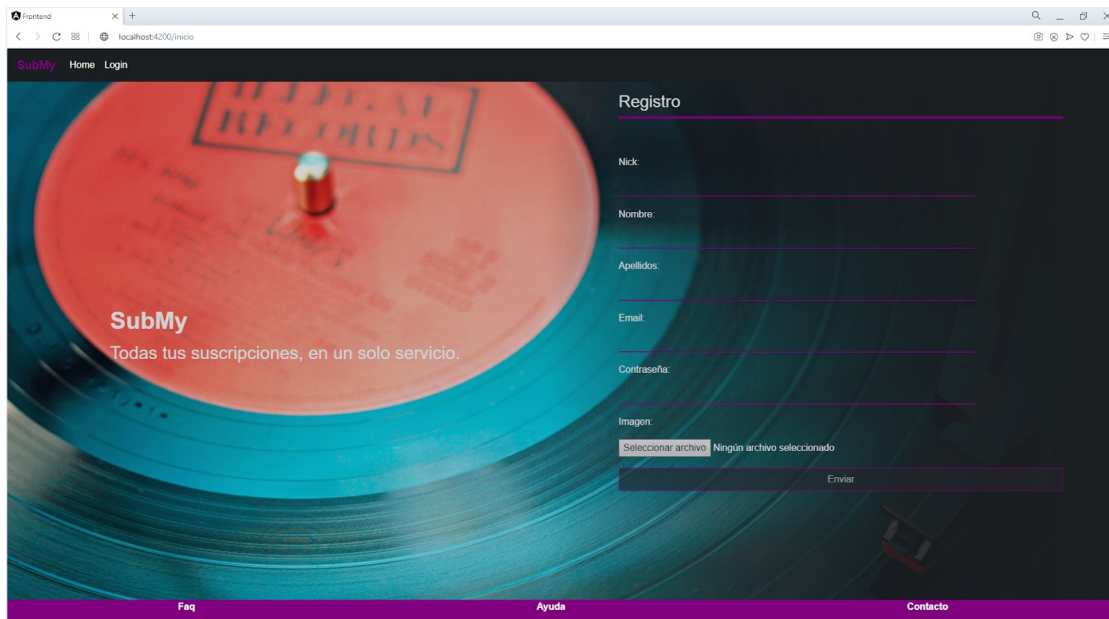 Frontend
localhost:4200/inicio
SubMy Home Login
RECORDS
SubMy
Todas tus suscripciones, en un solo servicio.
Registro
Nick:
Nombre:
Apellidos:
Email:
Contraseña:
Imagen:
Seleccionar archivo Ningún archivo seleccionado
Enviar
Faq Ayuda Contacto